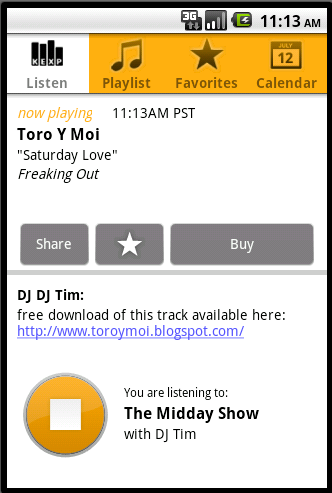 3G 11:13 AM
KEXP
JULY
12
Listen Playlist Favorites Calendar
now playing 11:13AM PST
Toro Y Moi
"Saturday Love"
Freaking Out
Share Buy
DJ DJ Tim:
free download of this track available here:
http://www.toroymoi.blogspot.com/
You are listening to:
The Midday Show
with DJ Tim